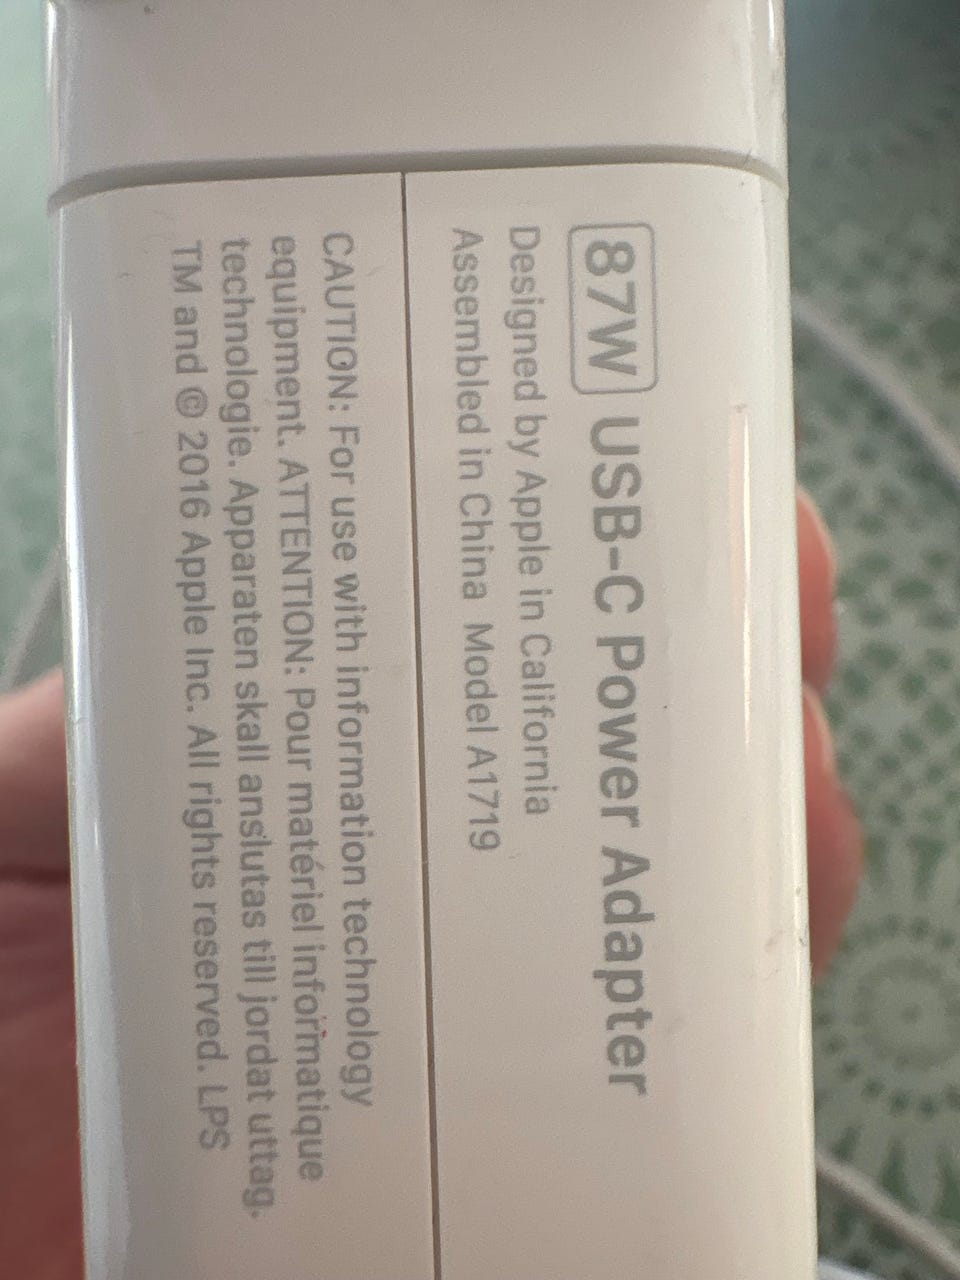 87W USB-C Power Adapter
Designed by Apple in California
Assembled in China Model A1719
CAUTION: For use with information technology
equipment. ATTENTION: Pour matériel informatique
technologie. Apparaten skall anslutas till jordat uttag.
TM and © 2016 Apple Inc. All rights reserved. LPS